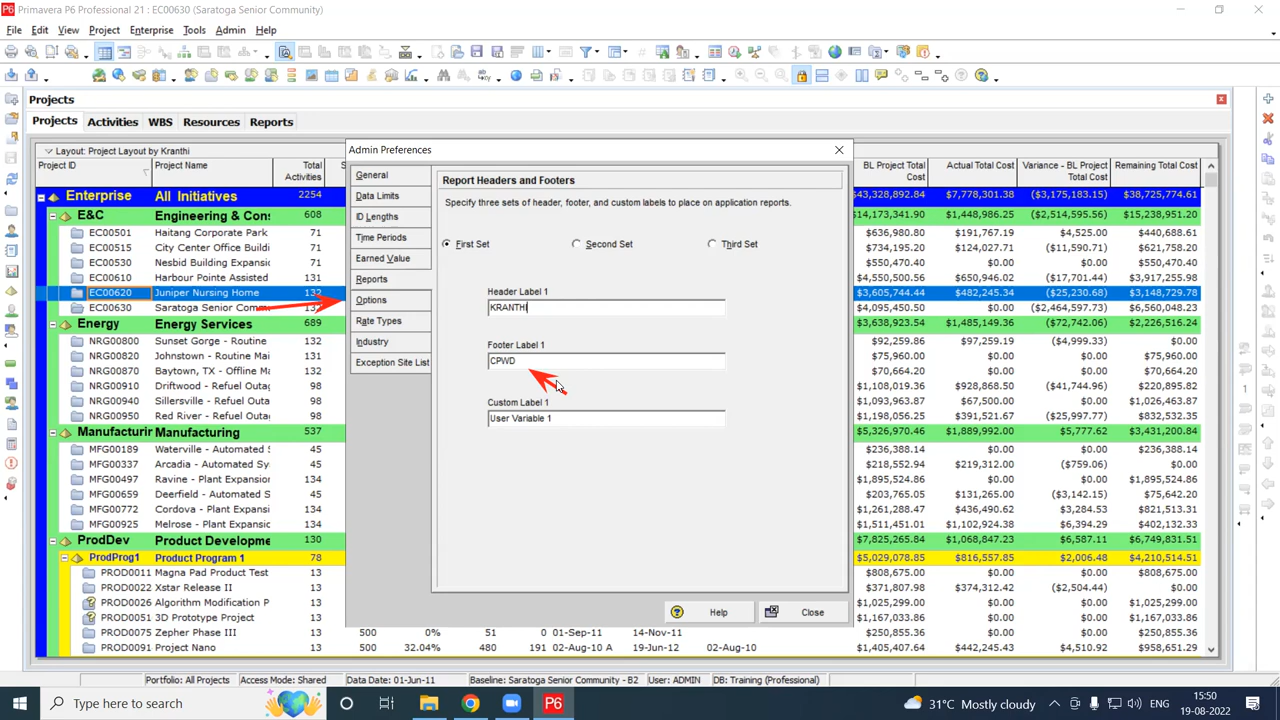 P6 Primavera P6 Professional 21 : EC00630 (Saratoga Senior Community)
File Edit View Project Enterprise Tools Admin Help
Projects
Projects Activities WBS Resources Reports
Layout: Project Layout by Kranthi
Project ID Project Name Total Activities BL Project Total Cost Actual Total Cost Variance - BL Project Total Cost Remaining Total Cost
Enterprise All Initiatives 2254 $43,328,892.84 $7,778,301.38 ($3,175,183.15) $38,725,774.61
E&C Engineering & Cons 608 $14,173,341.90 $1,448,986.25 ($2,514,595.56) $15,238,951.20
EC00501 Haitang Corporate Park 71 $636,980.80 $191,767.19 $4,525.00 $440,688.61
EC00515 City Center Office Buildi 71 $734,195.20 $124,027.71 ($11,590.71) $621,758.20
EC00530 Nesbid Building Expansi 71 $550,500.64 $0.00 $0.00 $550,500.64
EC00610 Harbour Pointe Assisted 131 $4,550,500.64 $650,946.45 ($17,701.44) $3,917,255.63
EC00620 Juniper Nursing Home 132 $3,605,744.44 $482,245.34 ($25,230.68) $3,148,729.78
EC00630 Saratoga Senior Com $4,095,450.50 $0.00 ($2,464,597.55) $6,560,048.23
Energy Energy Services 689 $3,638,923.54 $1,485,139.36 ($72,742.06) $2,226,516.24
NRG00800 Sunset Gorge - Routine 132 $92,259.86 $0.00 $0.00 $92,259.86
NRG00820 Johnstown - Routine Mai 131 $75,960.00 $0.00 $0.00 $75,960.00
NRG00870 Baytown, TX - Offline M 131 $70,664.20 $0.00 $0.00 $70,664.20
NRG00910 Driftwood - Refuel Outa 98 $1,108,019.36 $928,868.50 ($41,744.96) $220,895.82
NRG00940 Sillersville - Refuel Outa 98 $1,093,963.87 $67,543.50 $0.00 $1,026,463.87
NRG00950 Red River - Refuel Outag 99 $1,198,056.25 $391,521.67 ($25,997.77) $832,532.35
Manufacturir Manufacturing 537 $5,326,970.46 $1,889,992.00 $5,777.62 $3,431,200.84
MFG00189 Waterville - Automated 45 $236,388.14 $0.00 $0.00 $236,388.14
MFG00337 Arcadia - Automated Sy 45 $218,552.94 $219,312.00 ($759.06) $0.00
MFG00497 Ravine - Plant Expansio 134 $1,895,524.86 $0.00 $0.00 $1,895,524.86
MFG00659 Deerfield - Automated S 45 $203,765.05 $131,265.00 ($3,142.15) $75,642.20
MFG00772 Cordova - Plant Expansi 134 $1,261,288.47 $436,490.62 $3,284.54 $821,513.31
MFG00925 Melrose - Plant Expansic 134 $1,511,451.01 $1,102,924.38 $6,394.29 $402,132.33
ProdDev Product Developme 130 $7,825,265.84 $1,068,847.23 $6,587.10 $6,749,831.51
ProdProg1 Product Program 1 78 $5,029,078.85 $816,557.85 $2,006.48 $4,210,514.51
PROD0011 Magna Pad Product Test 13 $808,675.00 $0.00 $0.00 $808,675.00
PROD0022 Xstar Release II 13 $371,807.98 $374,312.42 ($2,504.44) $0.00
PROD0026 Algorithm Modification P 13 $1,025,299.00 $0.00 $0.00 $1,025,299.00
PROD0051 3D Prototype Project 13 $1,167,033.86 $0.00 $0.00 $1,167,033.86
PROD0075 Zepher Phase III 13 500 0% 51 0 01-Sep-11 14-Nov-11 $250,855.36 $0.00 $0.00 $250,855.36
PROD0091 Project Nano 13 500 32.04% 480 191 02-Aug-10 A 19-Jun-12 02-Aug-10 $1,405,407.64 $442,245.43 $4,510.92 $958,651.29
Admin Preferences
General
Data Limits
ID Lengths
Time Periods
Earned Value
Reports
Options
Rate Types
Industry
Exception Site List
Report Headers and Footers
Specify three sets of header, footer, and custom labels to place on application reports.
First Set Second Set Third Set
Header Label 1
KRANTHI
Footer Label 1
CPWD
Custom Label 1
User Variable 1
Help Close
Portfolio: All Projects Access Mode: Shared Data Date: 01-Jun-11 Baseline: Saratoga Senior Community - B2 User: ADMIN DB: Training (Professional)
Type here to search
P6
31°C Mostly cloudy
15:50
19-08-2022